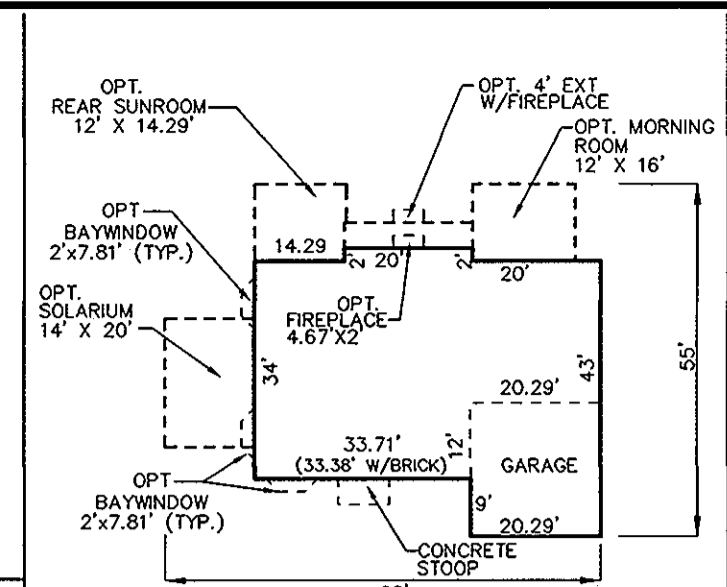 OPT.
REAR SUNROOM
12' X 14.29'
OPT. 4' EXT
W/FIREPLACE
OPT. MORNING
ROOM
12' X 16'
OPT
BAYWINDOW
2'x7.81' (TYP.)
14.29
2'
20'
2'
20'
OPT.
SOLARIUM
14' X 20'
OPT.
FIREPLACE
4.67'X2'
34'
43'
55'
20.29'
33.71'
(33.38' W/BRICK)
12'
GARAGE
OPT
BAYWINDOW
2'x7.81' (TYP.)
9'
20.29'
CONCRETE
STOOP